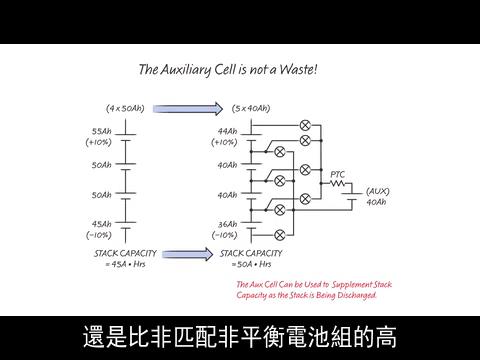 The Auxiliary Cell is not a Waste!
(4 x 50Ah)
(5 x 40Ah)
55Ah
(+10%)
50Ah
50Ah
45Ah
(−10%)
STACK CAPACITY
= 45A • Hrs
44Ah
(+10%)
40Ah
40Ah
36Ah
(−10%)
STACK CAPACITY
= 50A • Hrs
PTC
(AUX)
40Ah
The Aux Cell Can be Used to Supplement Stack
Capacity as the Stack is Being Discharged.
還是比非匹配非平衡電池組的高